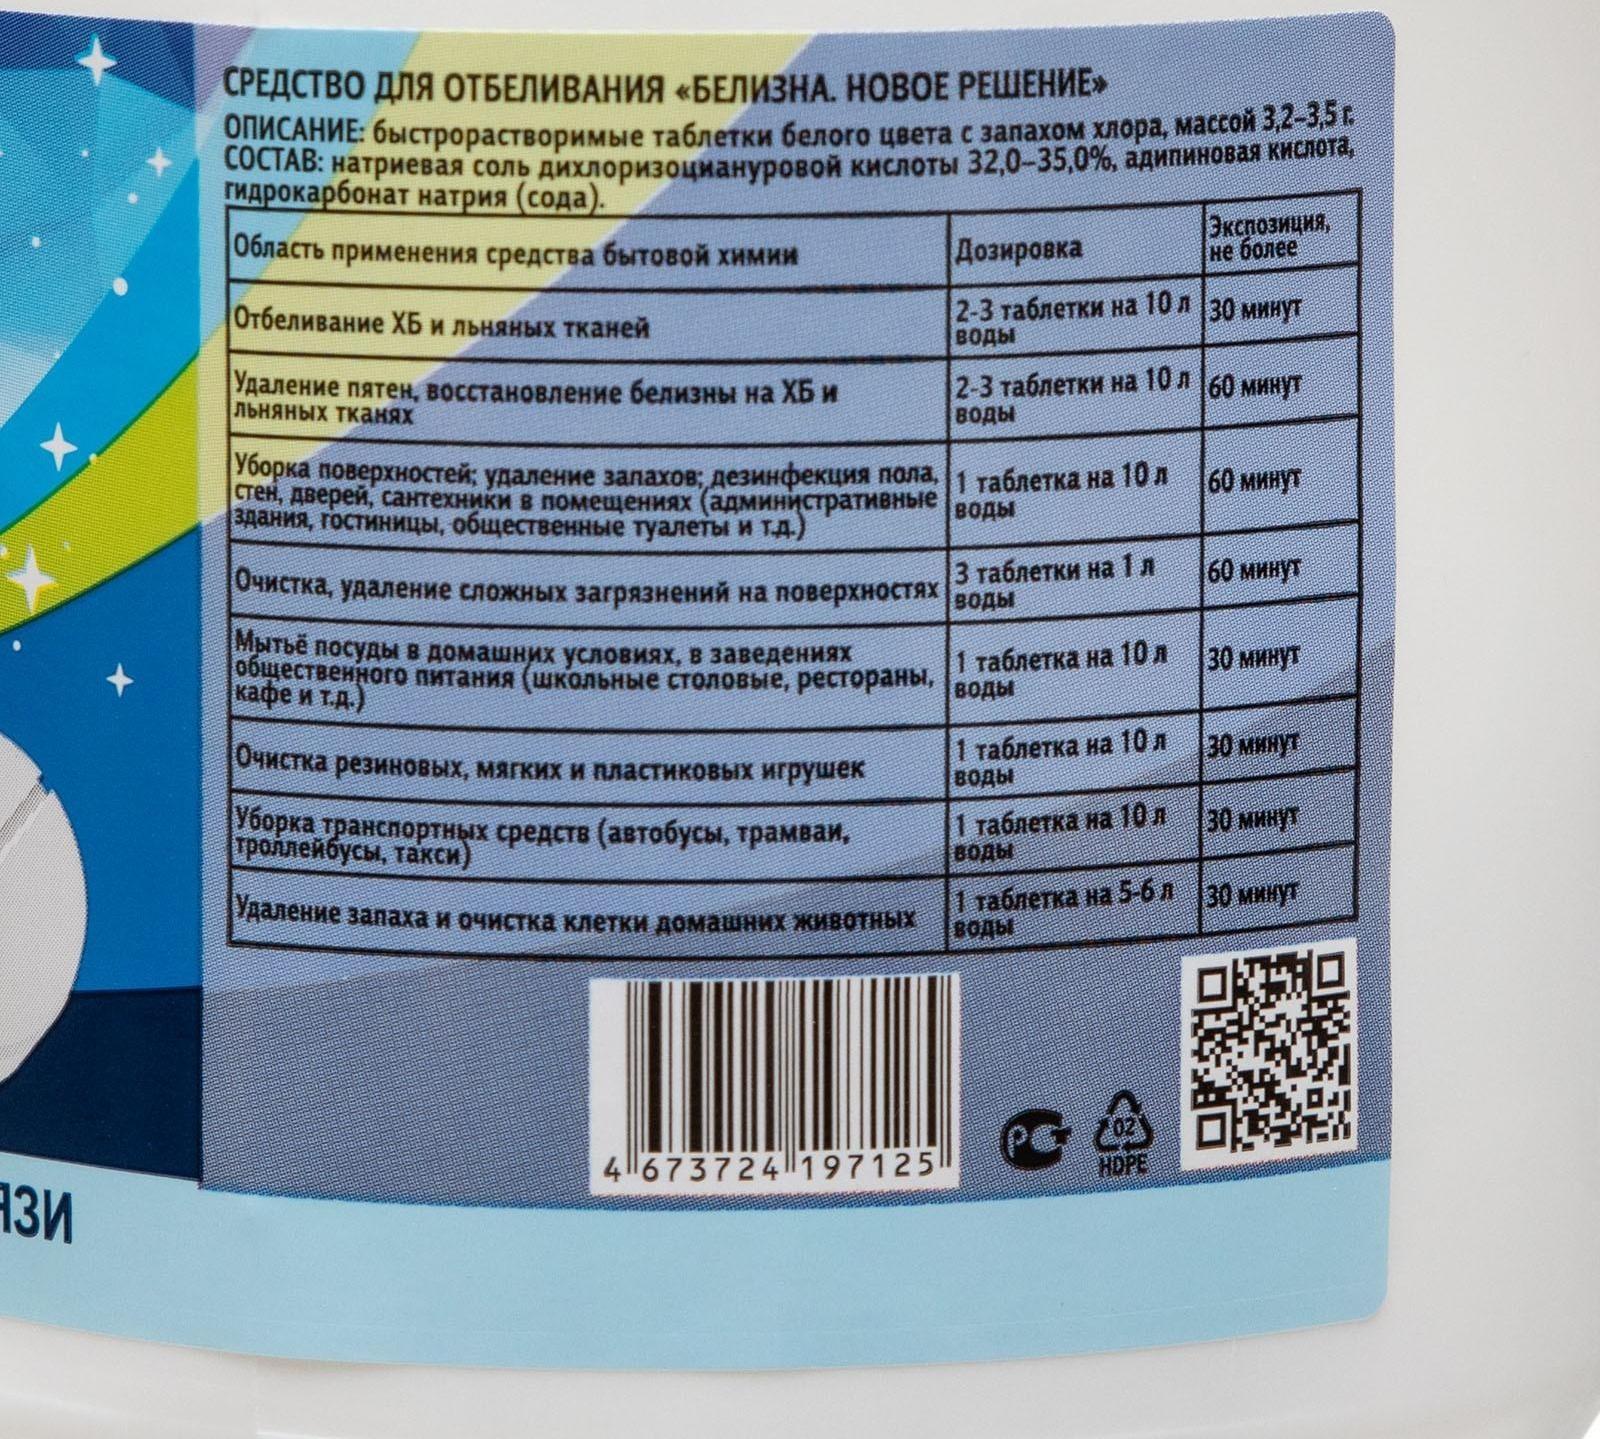 СРЕДСТВО ДЛЯ ОТБЕЛИВАНИЯ «БЕЛИЗНА. НОВОЕ РЕШЕНИЕ»
ОПИСАНИЕ: быстрорастворимые таблетки белого цвета с запахом хлора, массой 3,2–3,5 г.
СОСТАВ: натриевая соль дихлоризоциануровой кислоты 32,0–35,0%, адипиновая кислота,
гидрокарбонат натрия (сода).
Область применения средства бытовой химии
Дозировка
Экспозиция,
не более
Отбеливание ХБ и льняных тканей
2-3 таблетки на 10 л
воды
30 минут
Удаление пятен, восстановление белизны на ХБ и
льняных тканях
2-3 таблетки на 10 л
воды
60 минут
Уборка поверхностей; удаление запахов; дезинфекция пола,
стен, дверей, сантехники в помещениях (административные
здания, гостиницы, общественные туалеты и т.д.)
1 таблетка на 10 л
воды
60 минут
Очистка, удаление сложных загрязнений на поверхностях
3 таблетки на 1 л
воды
60 минут
Мытьё посуды в домашних условиях, в заведениях
общественного питания (школьные столовые, рестораны,
кафе и т.д.)
1 таблетка на 10 л
воды
30 минут
Очистка резиновых, мягких и пластиковых игрушек
1 таблетка на 10 л
воды
30 минут
Уборка транспортных средств (автобусы, трамваи,
троллейбусы, такси)
1 таблетка на 10 л
воды
30 минут
Удаление запаха и очистка клетки домашних животных
1 таблетка на 5-6 л
воды
30 минут
4 673724 197125
РСТ
02
HDPE
ЯЗИ